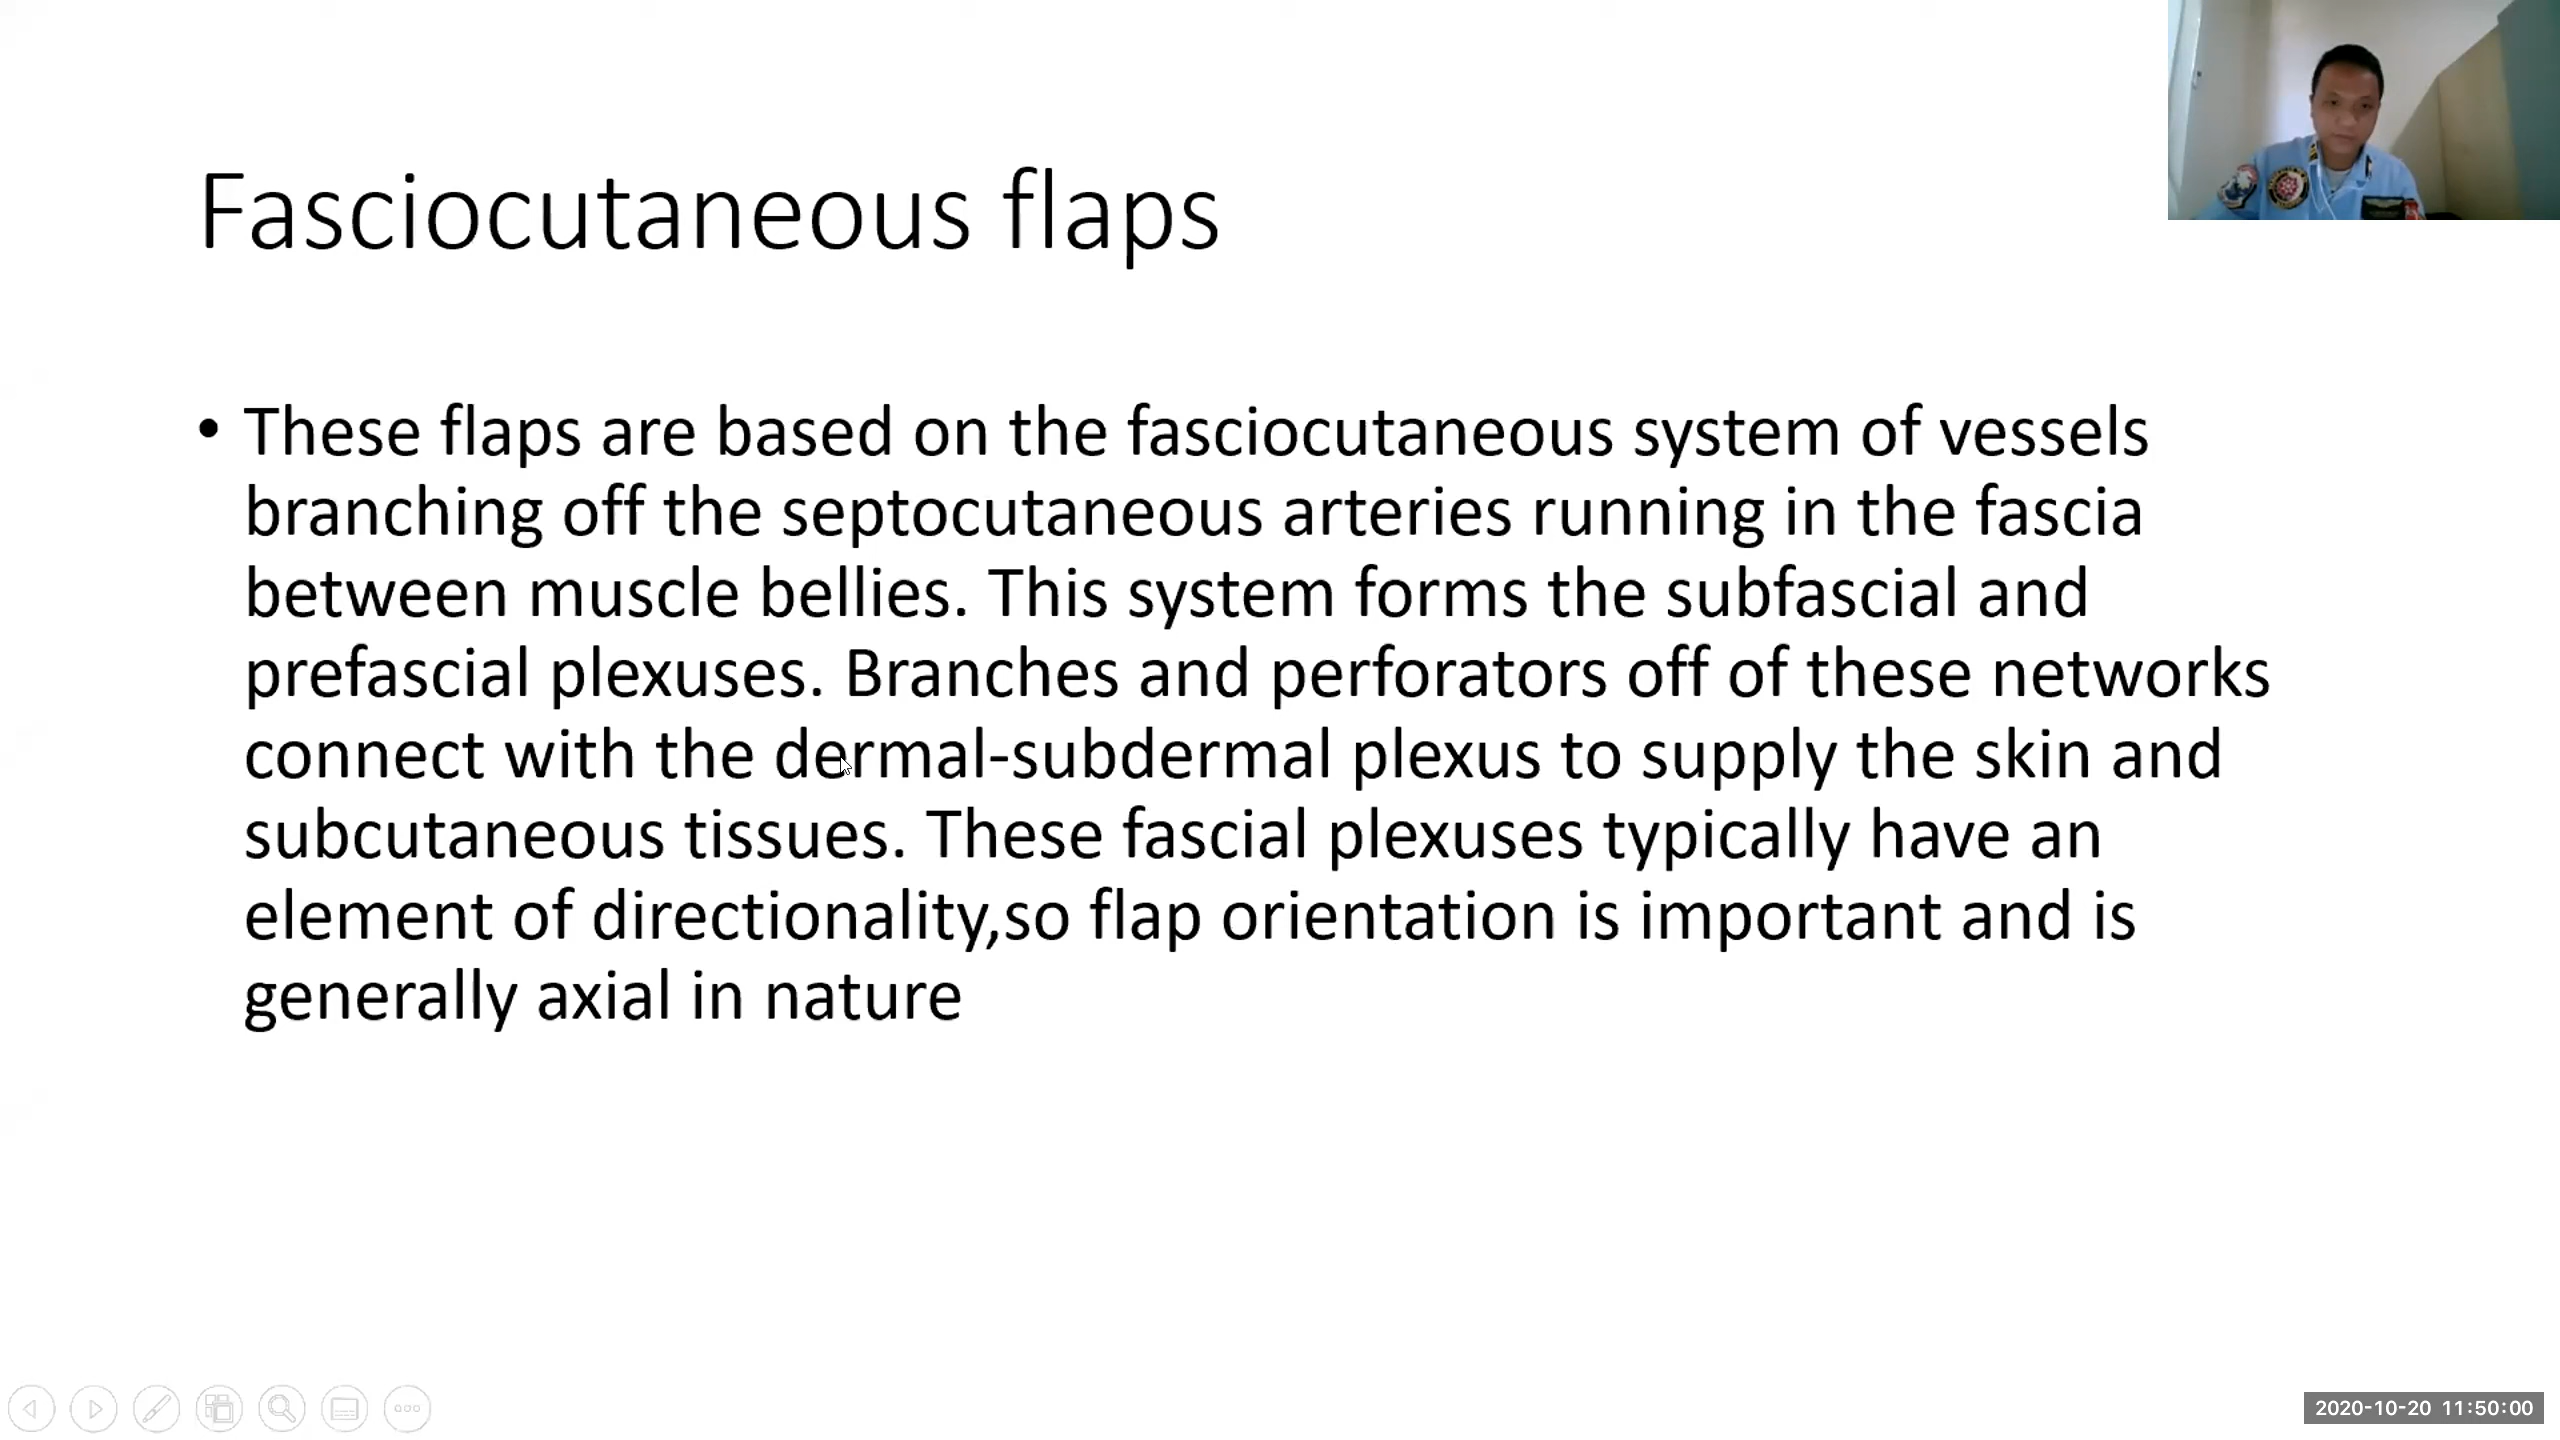 Fasciocutaneous flaps
• These flaps are based on the fasciocutaneous system of vessels
branching off the septocutaneous arteries running in the fascia
between muscle bellies. This system forms the subfascial and
prefascial plexuses. Branches and perforators off of these networks
connect with the dermal-subdermal plexus to supply the skin and
subcutaneous tissues. These fascial plexuses typically have an
element of directionality,so flap orientation is important and is
generally axial in nature
2020-10-20 11:50:00